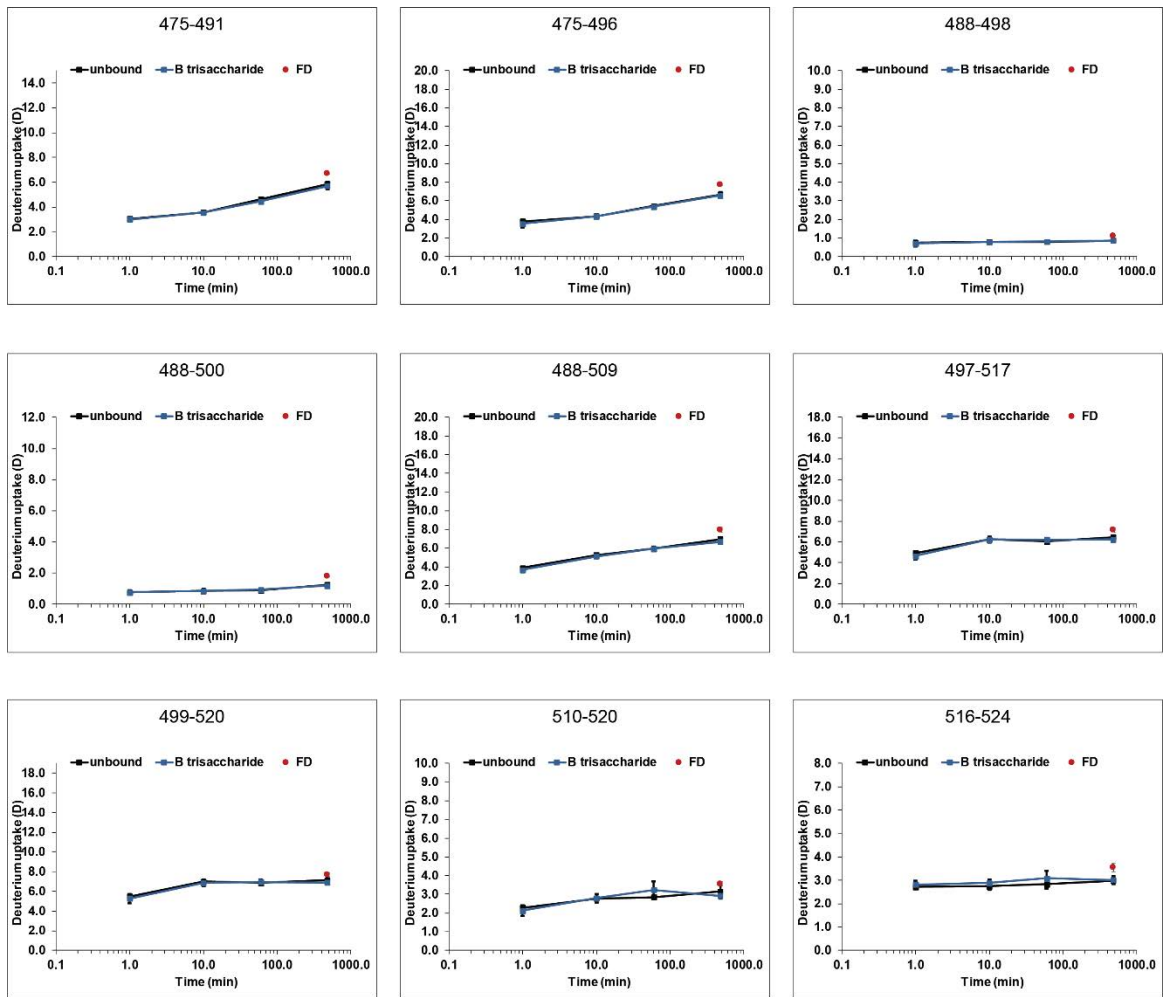 475-491
unbound B trisaccharide FD
Deuterium uptake (D)
14.0
12.0
10.0
8.0
6.0
4.0
2.0
0.0
0.1 1.0 10.0 100.0 1000.0
Time (min)
475-496
unbound B trisaccharide FD
Deuterium uptake (D)
20.0
18.0
16.0
14.0
12.0
10.0
8.0
6.0
4.0
2.0
0.0
0.1 1.0 10.0 100.0 1000.0
Time (min)
488-498
unbound B trisaccharide FD
Deuterium uptake (D)
10.0
9.0
8.0
7.0
6.0
5.0
4.0
3.0
2.0
1.0
0.0
0.1 1.0 10.0 100.0 1000.0
Time (min)
488-500
unbound B trisaccharide FD
Deuterium uptake (D)
12.0
10.0
8.0
6.0
4.0
2.0
0.0
0.1 1.0 10.0 100.0 1000.0
Time (min)
488-509
unbound B trisaccharide FD
Deuterium uptake (D)
20.0
18.0
16.0
14.0
12.0
10.0
8.0
6.0
4.0
2.0
0.0
0.1 1.0 10.0 100.0 1000.0
Time (min)
497-517
unbound B trisaccharide FD
Deuterium uptake (D)
18.0
16.0
14.0
12.0
10.0
8.0
6.0
4.0
2.0
0.0
0.1 1.0 10.0 100.0 1000.0
Time (min)
499-520
unbound B trisaccharide FD
Deuterium uptake (D)
18.0
16.0
14.0
12.0
10.0
8.0
6.0
4.0
2.0
0.0
0.1 1.0 10.0 100.0 1000.0
Time (min)
510-520
unbound B trisaccharide FD
Deuterium uptake (D)
10.0
9.0
8.0
7.0
6.0
5.0
4.0
3.0
2.0
1.0
0.0
0.1 1.0 10.0 100.0 1000.0
Time (min)
516-524
unbound B trisaccharide FD
Deuterium uptake (D)
8.0
7.0
6.0
5.0
4.0
3.0
2.0
1.0
0.0
0.1 1.0 10.0 100.0 1000.0
Time (min)